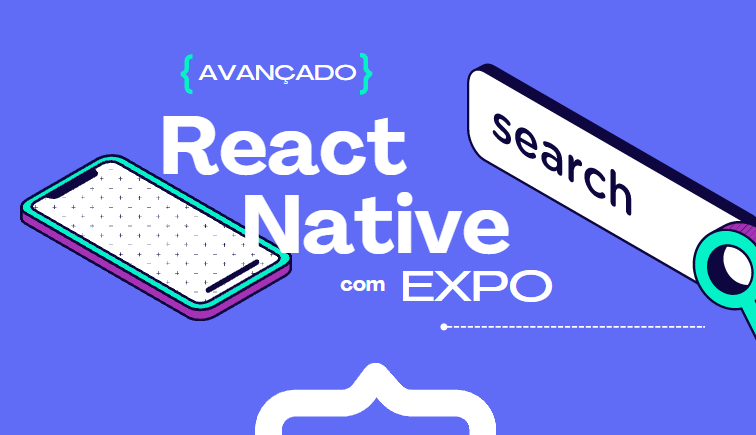 { AVANÇADO }
React
Native
com EXPO
search